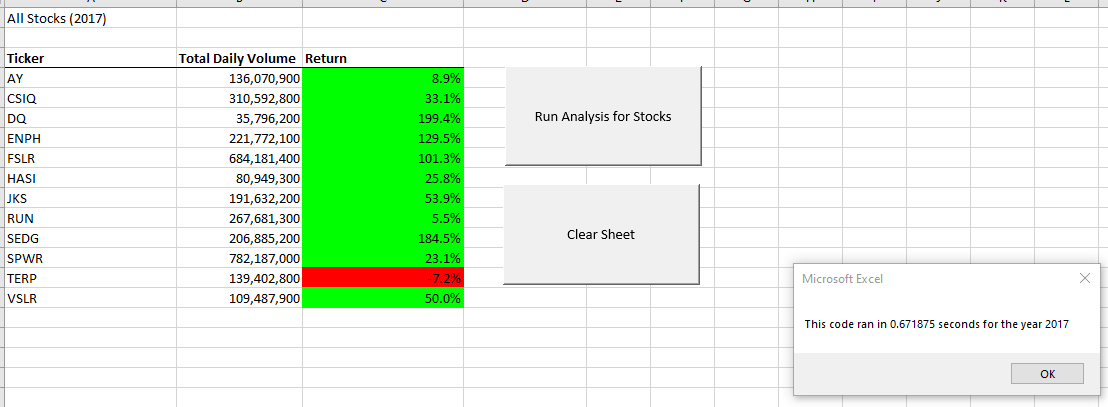 All Stocks (2017)
Ticker Total Daily Volume Return
AY 136,070,900 8.9%
CSIQ 310,592,800 33.1%
DQ 35,796,200 199.4%
ENPH 221,772,100 129.5%
FSLR 684,181,400 101.3%
HASI 80,949,300 25.8%
JKS 191,632,200 53.9%
RUN 267,681,300 5.5%
SEDG 206,885,200 184.5%
SPWR 782,187,000 23.1%
TERP 139,402,800 -7.2%
VSLR 109,487,900 50.0%
Run Analysis for Stocks
Clear Sheet
Microsoft Excel
This code ran in 0.671875 seconds for the year 2017
OK